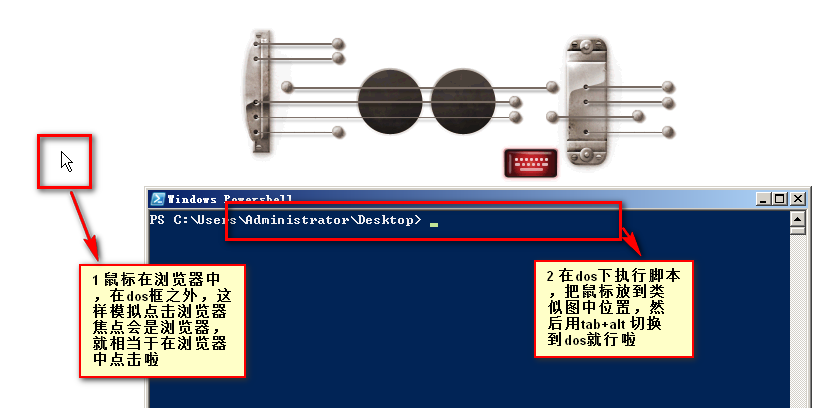 Windows Powershell
PS C:\Users\Administrator\Desktop>
1 鼠标在浏览器中
，在dos框之外，这
样模拟点击浏览器
焦点会是浏览器，
就相当于在浏览器
中点击啦
2 在dos下执行脚本
，把鼠标放到类
似图中位置，然
后用tab+alt 切换
到dos就行啦